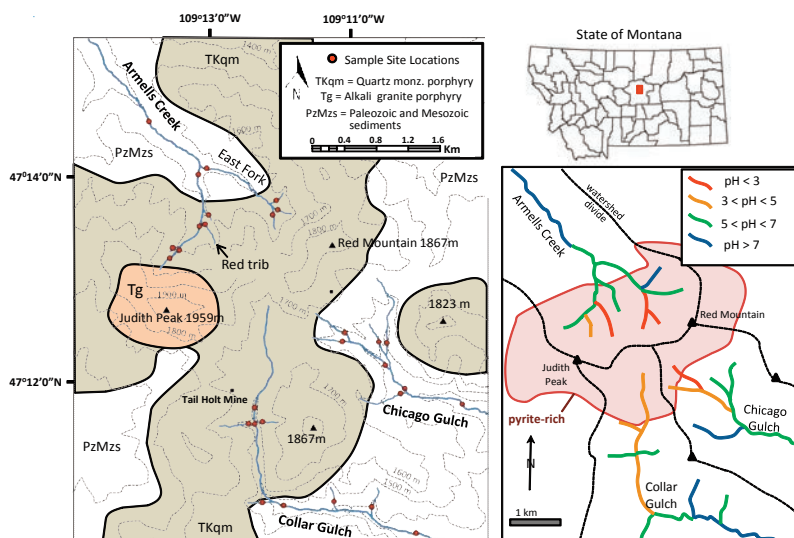 109°13'0"W
109°11'0"W
47°14'0"N
47°12'0"N
1400 m
TKqm
Armells Creek
PzMzs
East Fork
Red trib
Red Mountain 1867m
PzMzs
Tg
Judith Peak 1959m
1823 m
Tail Holt Mine
1867m
Chicago Gulch
PzMzs
1600 m
1500 m
TKqm
Collar Gulch
Sample Site Locations
TKqm = Quartz monz. porphyry
Tg = Alkali granite porphyry
PzMzs = Paleozoic and Mesozoic
sediments
N
0 0.4 0.8 1.2 1.6
Km
State of Montana
pH < 3
3 < pH < 5
5 < pH < 7
pH > 7
watershed
divide
Armells Creek
Red Mountain
Judith
Peak
pyrite-rich
Chicago
Gulch
N
Collar
Gulch
1 km